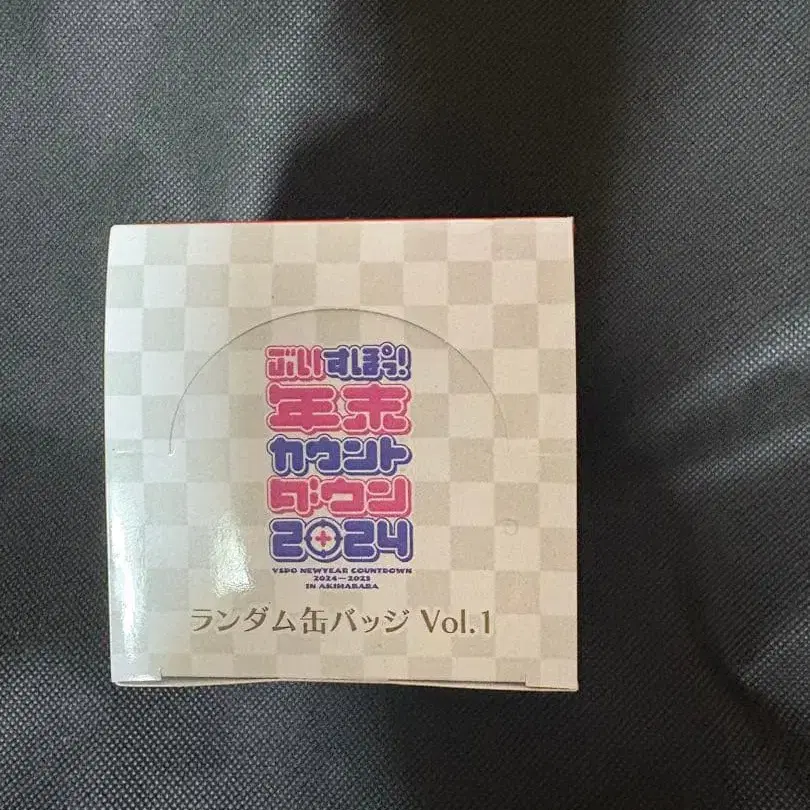 ぶいすぽっ!
年末
カウント
ダウン
2024
VSPO NEWYEAR COUNTDOWN
2024-2025
IN AKIHABARA
ランダム缶バッジ Vol.1